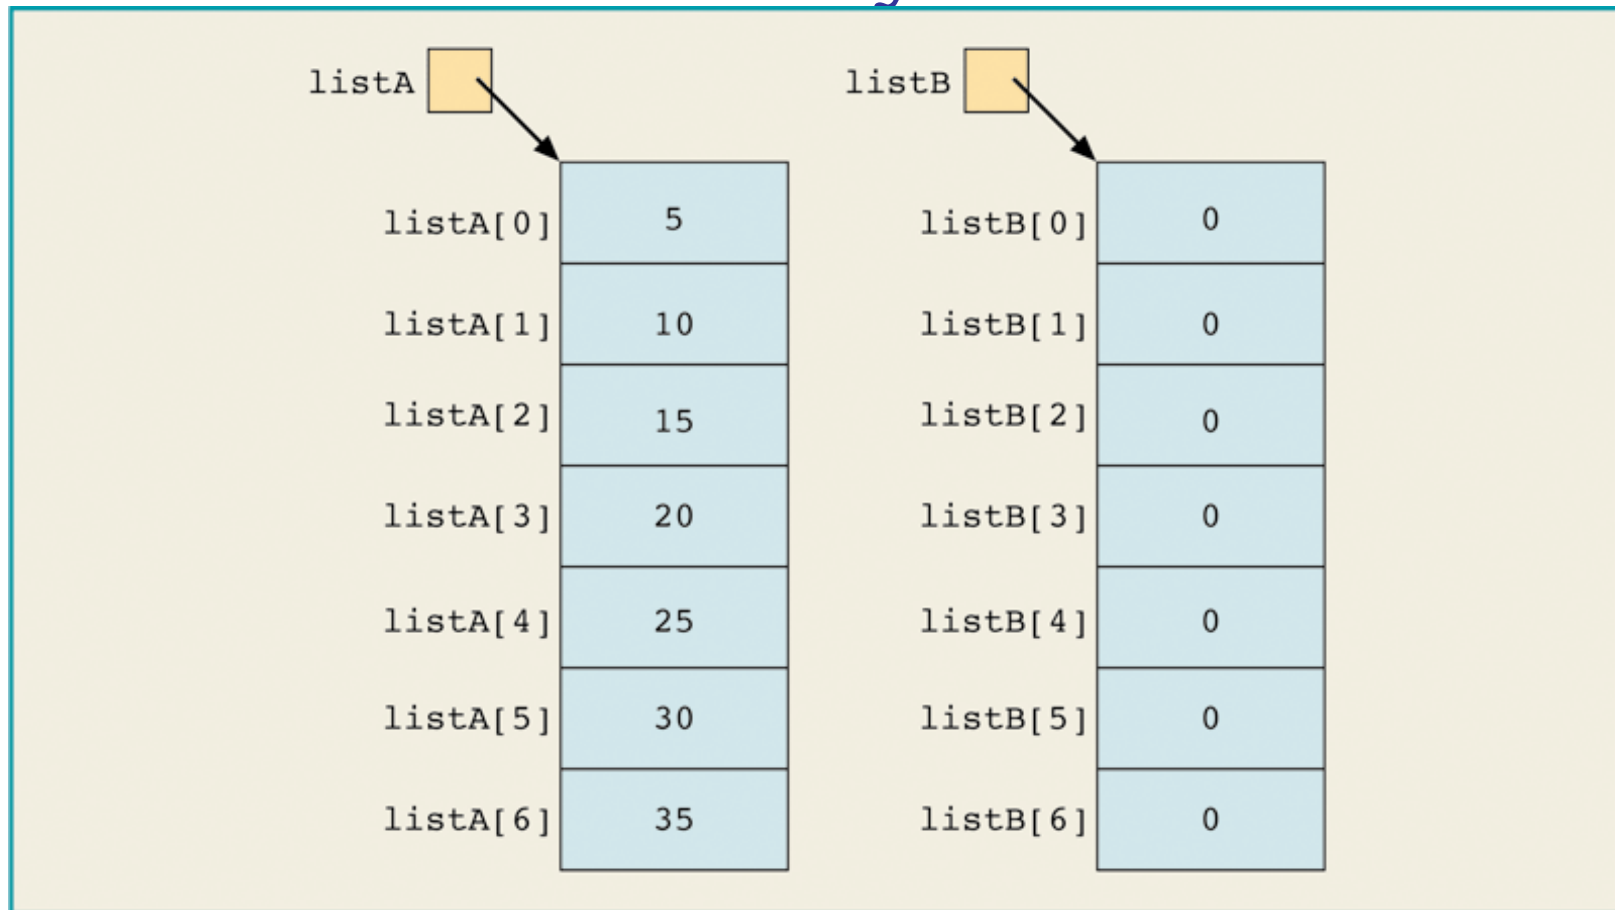 listA listB
listA[0] 5 listB[0] 0
listA[1] 10 listB[1] 0
listA[2] 15 listB[2] 0
listA[3] 20 listB[3] 0
listA[4] 25 listB[4] 0
listA[5] 30 listB[5] 0
listA[6] 35 listB[6] 0